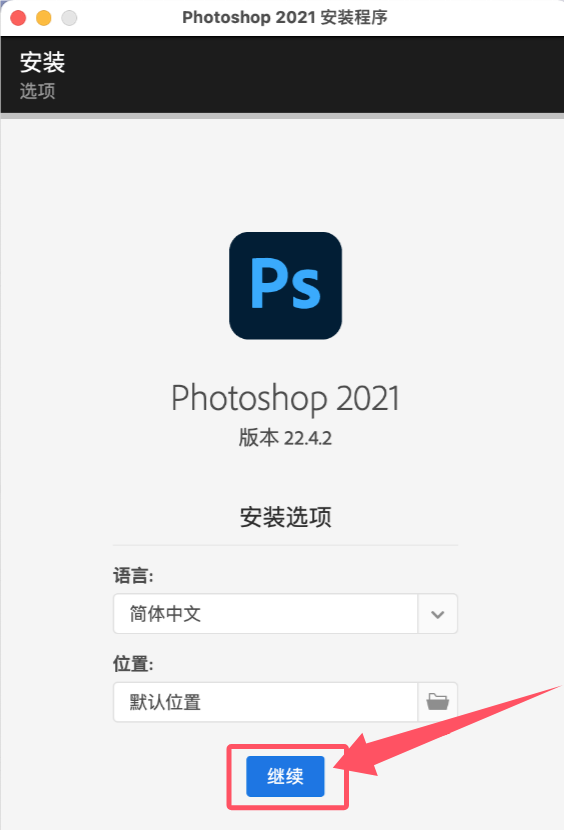 Photoshop 2021 安装程序
安装
选项
Ps
Photoshop 2021
版本 22.4.2
安装选项
语言:
简体中文
位置:
默认位置
继续